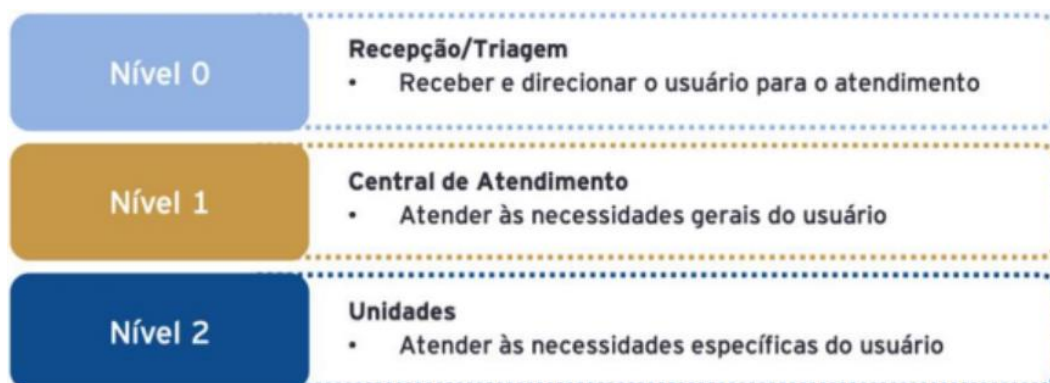 Nível 0
Recepção/Triagem
• Receber e direcionar o usuário para o atendimento
Nível 1
Central de Atendimento
• Atender às necessidades gerais do usuário
Nível 2
Unidades
• Atender às necessidades específicas do usuário